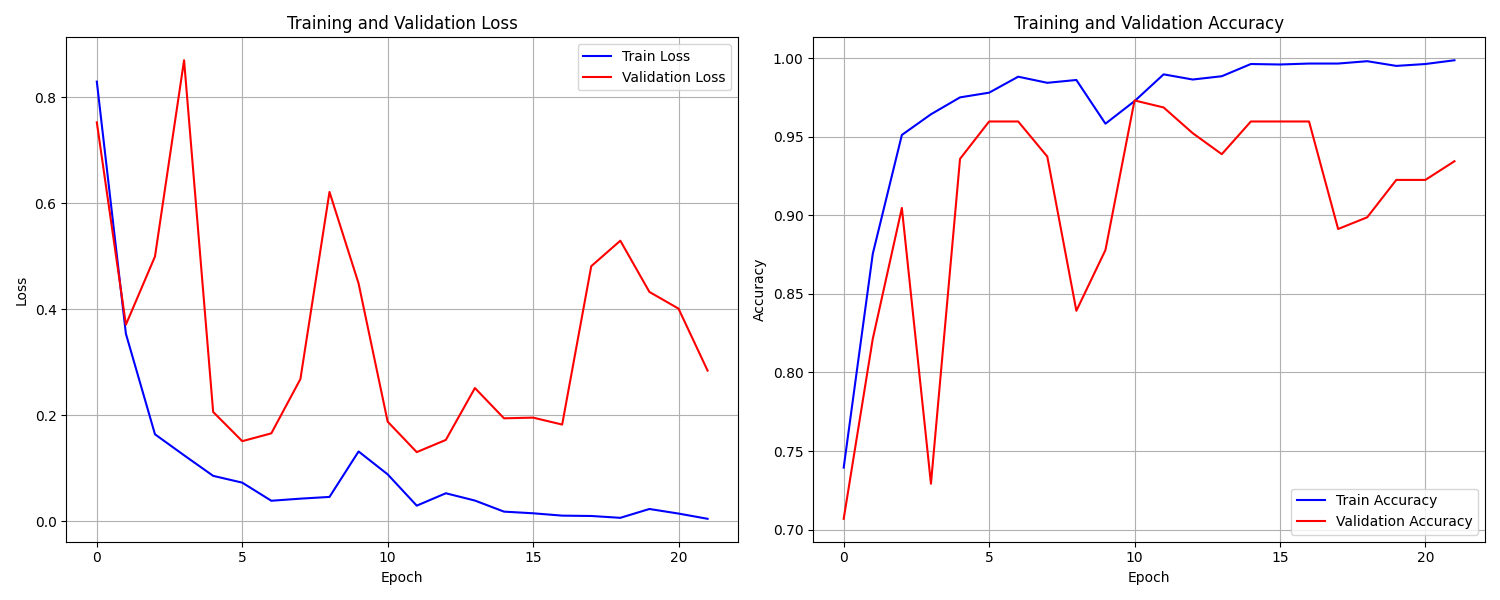 Training and Validation Loss
Train Loss
Validation Loss
0.8
0.6
0.4
0.2
0.0
Loss
0 5 10 15 20
Epoch
Training and Validation Accuracy
1.00
0.95
0.90
0.85
0.80
0.75
0.70
Accuracy
Train Accuracy
Validation Accuracy
0 5 10 15 20
Epoch